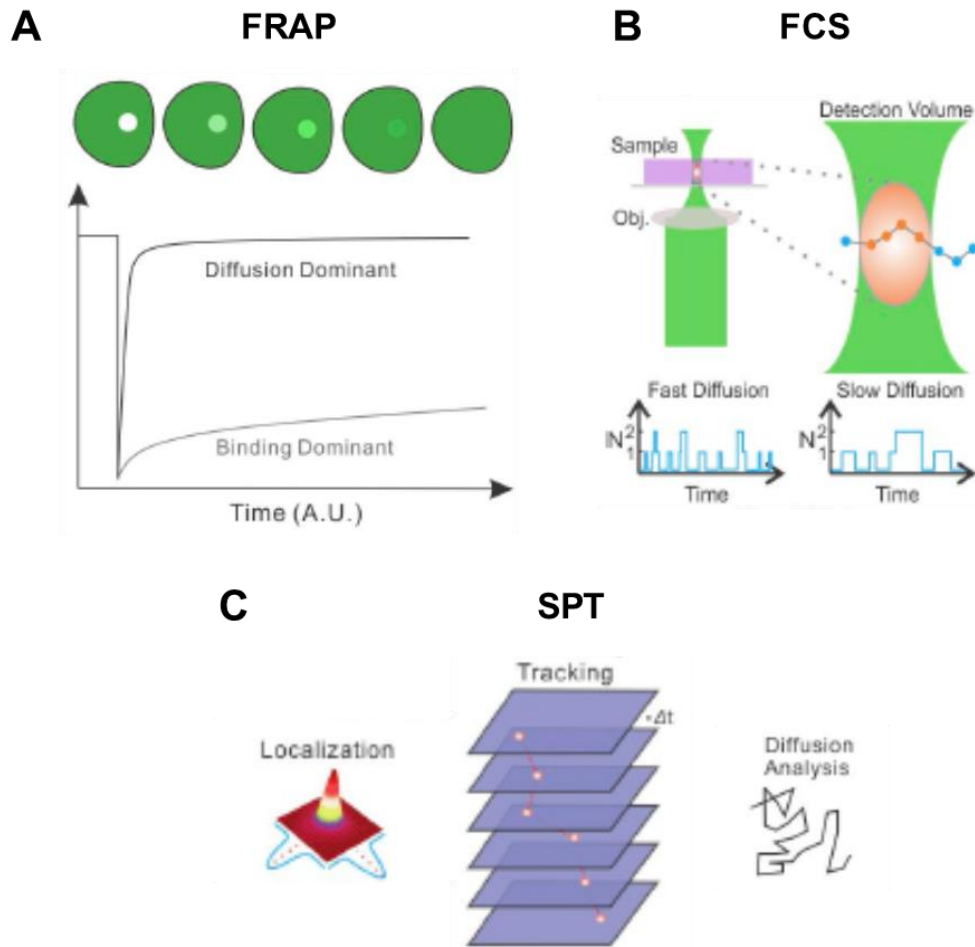 A
FRAP
Diffusion Dominant
Binding Dominant
Time (A.U.)
B
FCS
Detection Volume
Sample
Obj.
Fast Diffusion
N
2
1
Time
Slow Diffusion
N
2
1
Time
C
SPT
Localization
Tracking
Δt
Diffusion
Analysis